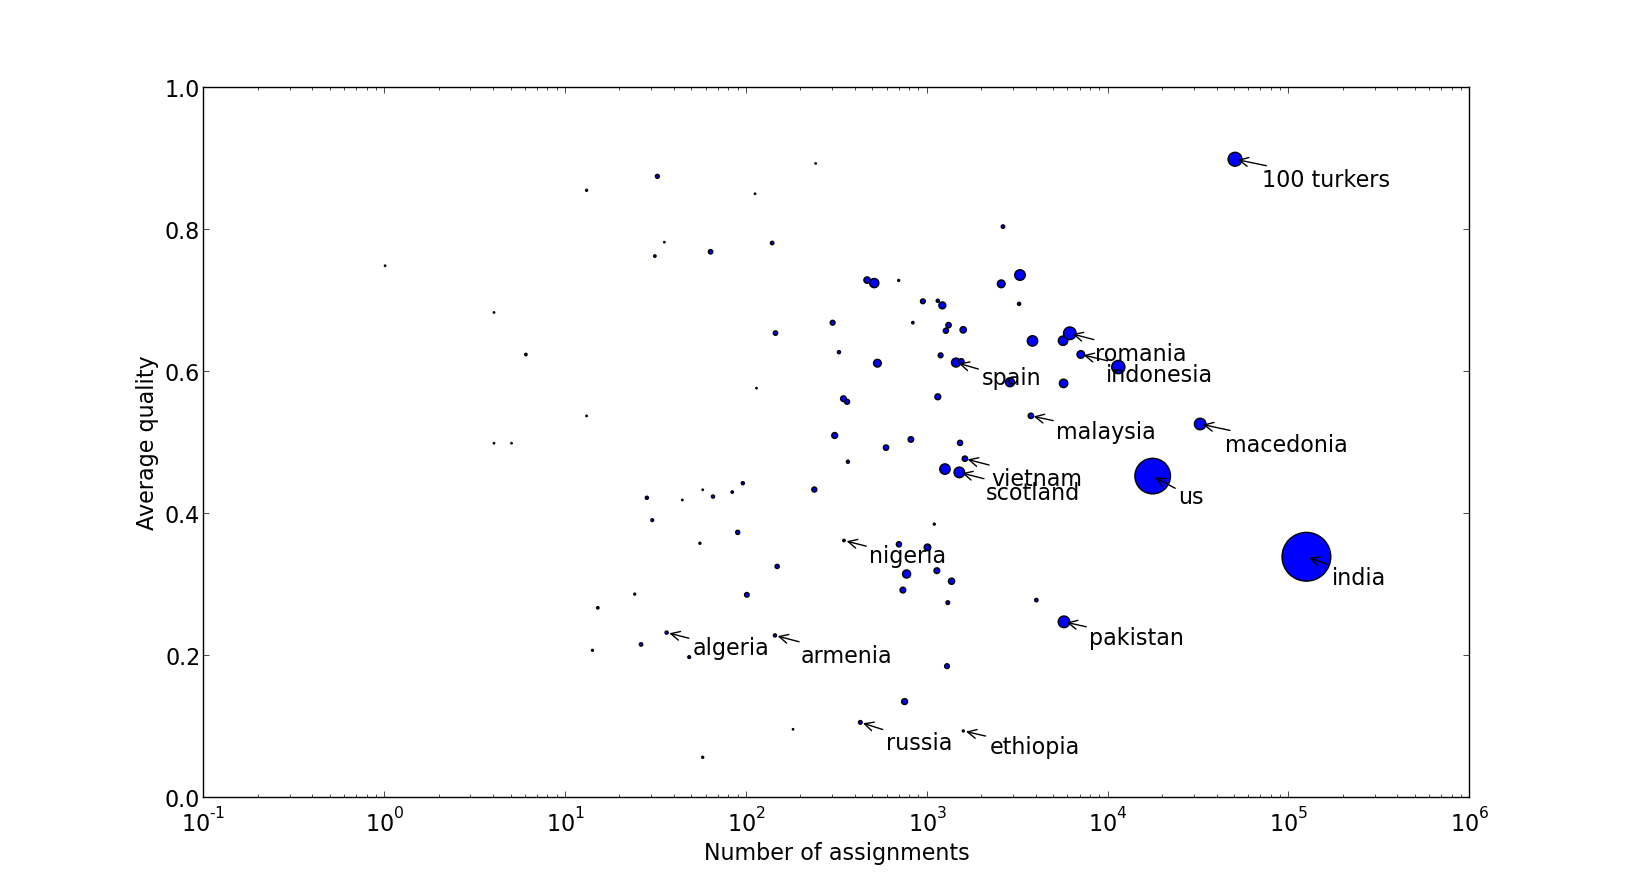 1.0
100 turkers
0.8
romania
0.6
indonesia
spain
malaysia
macedonia
vietnam
scotland
us
0.4
nigeria
india
pakistan
algeria
armenia
0.2
russia
ethiopia
0.0
Average quality
10^-1 10^0 10^1 10^2 10^3 10^4 10^5 10^6
Number of assignments